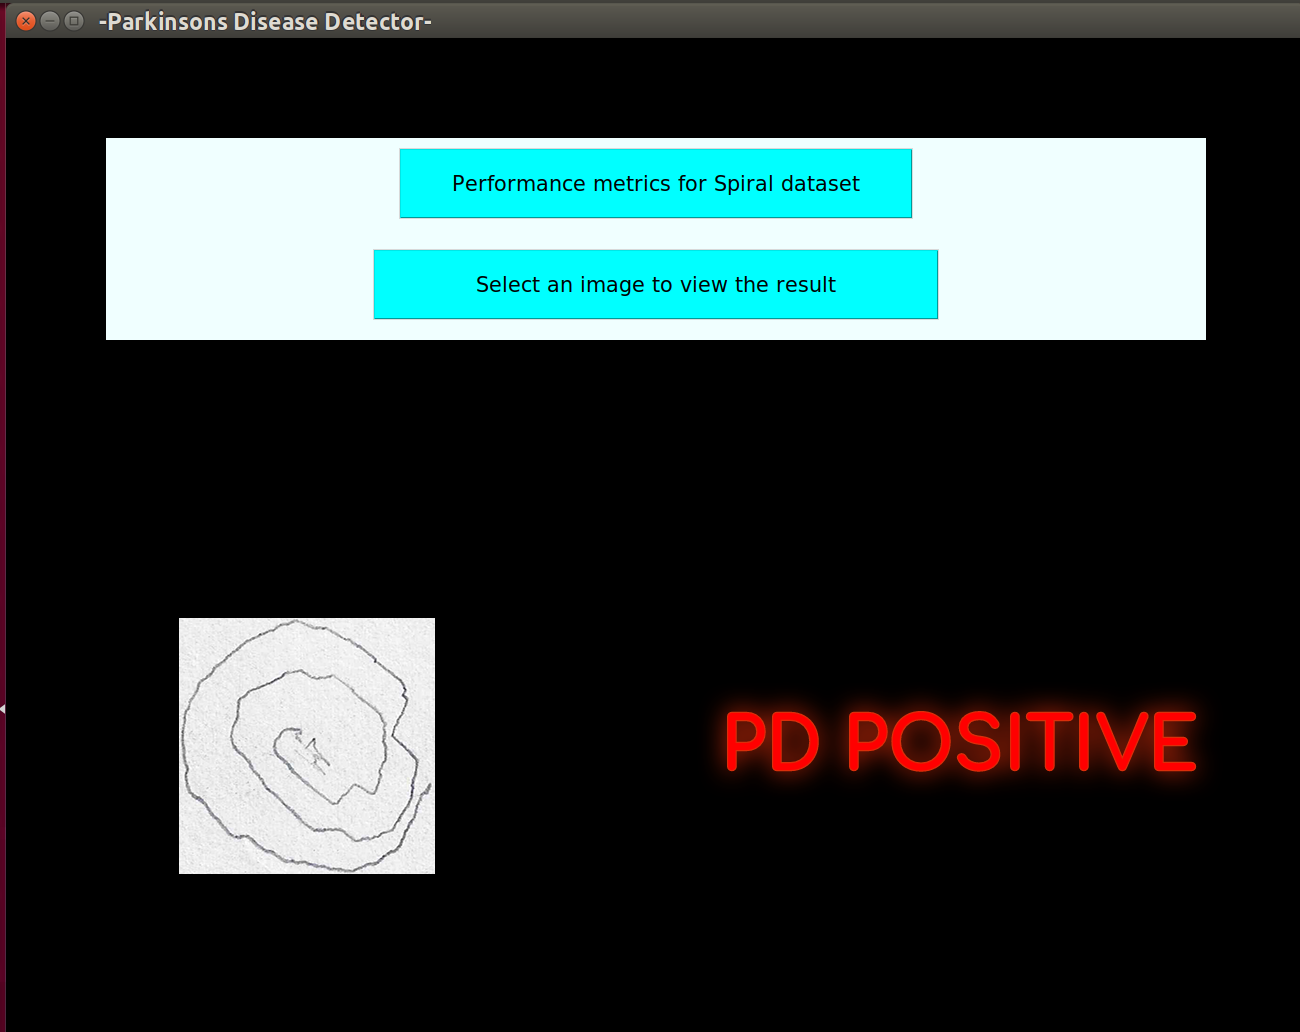 -Parkinsons Disease Detector-
Performance metrics for Spiral dataset
Select an image to view the result
PD POSITIVE